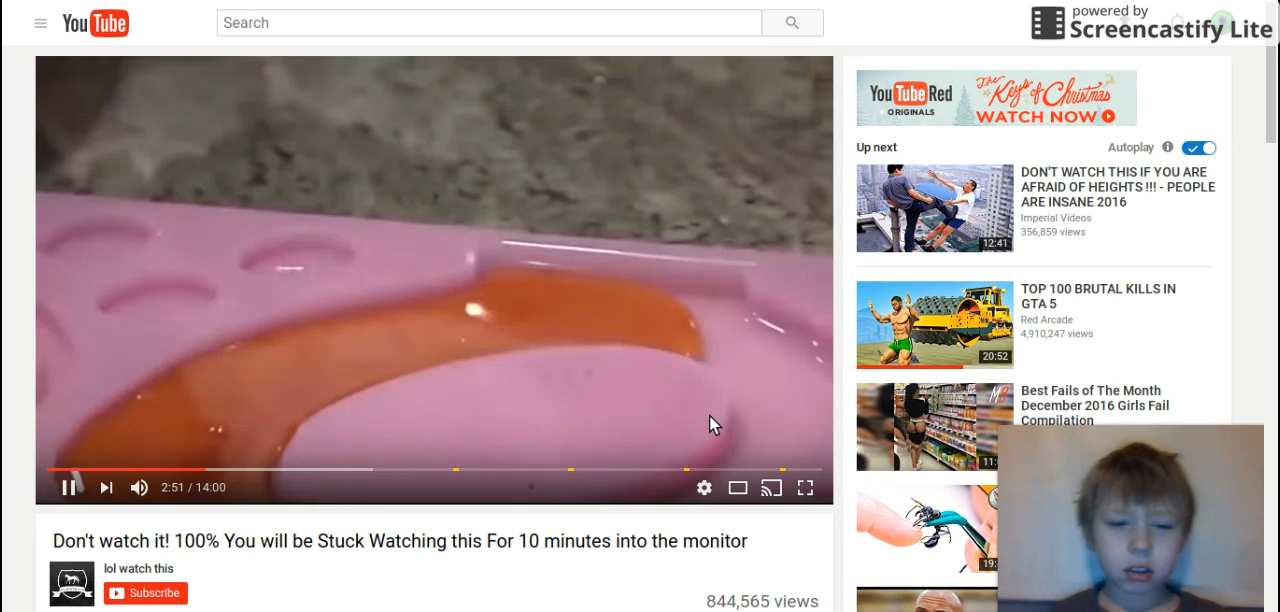 YouTube
Search
powered by
Screencastify Lite
YouTube Red
ORIGINALS
The Keys of Christmas
WATCH NOW
Up next
Autoplay
DON'T WATCH THIS IF YOU ARE
AFRAID OF HEIGHTS !!! - PEOPLE
ARE INSANE 2016
Imperial Videos
356,859 views
12:41
TOP 100 BRUTAL KILLS IN
GTA 5
Red Arcade
4,910,247 views
20:52
Best Fails of The Month
December 2016 Girls Fail
Compilation
11:
2:51 / 14:00
19:
Don't watch it! 100% You will be Stuck Watching this For 10 minutes into the monitor
lol watch this
Subscribe
844,565 views